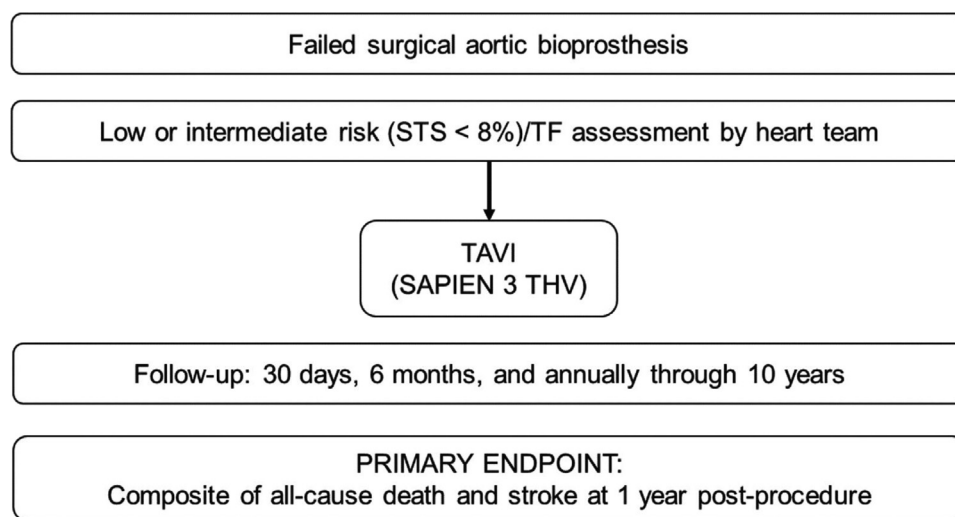 Failed surgical aortic bioprosthesis
Low or intermediate risk (STS < 8%)/TF assessment by heart team
TAVI
(SAPIEN 3 THV)
Follow-up: 30 days, 6 months, and annually through 10 years
PRIMARY ENDPOINT:
Composite of all-cause death and stroke at 1 year post-procedure